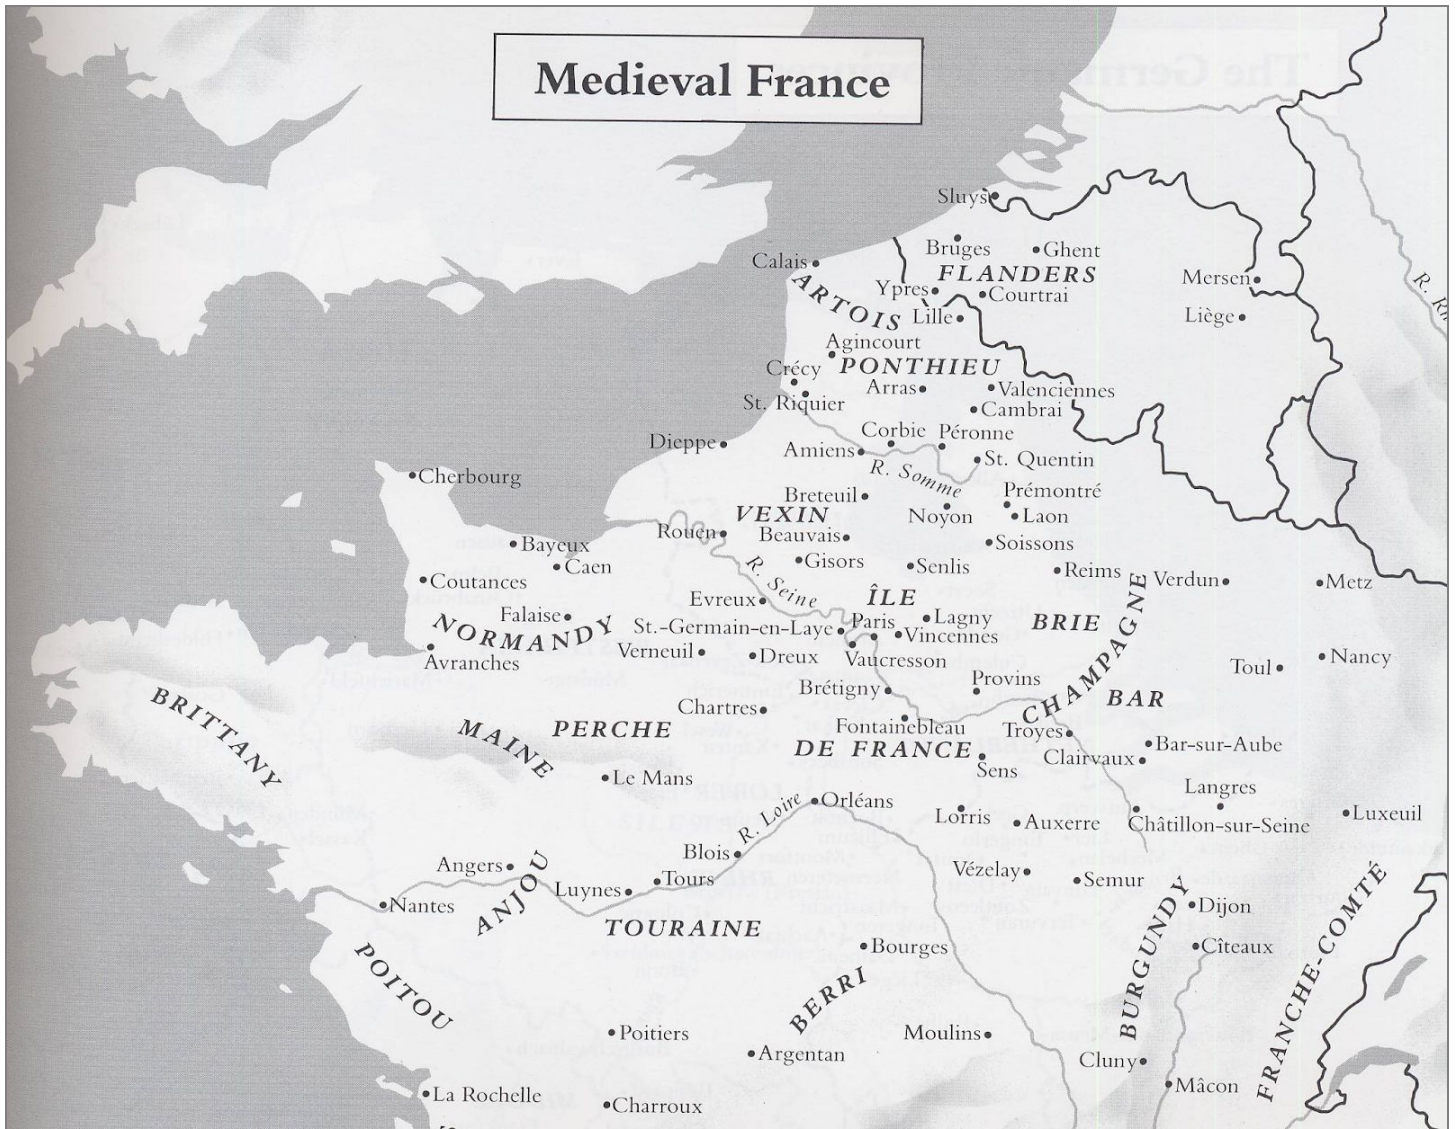 Medieval France
Sluys
Bruges
Ghent
FLANDERS
Calais
Mersen
Ypres
Courtrai
ARTOIS
Lille
Liège
Agincourt
PONTHIEU
Crécy
Arras
Valenciennes
St. Riquier
Cambrai
Corbie
Péronne
Dieppe
Amiens
St. Quentin
R. Somme
Cherbourg
Breteuil
Prémontré
VEXIN
Noyon
Laon
Rouen
Beauvais
Bayeux
Soissons
Caen
Gisors
Senlis
Reims
Coutances
R. Seine
Verdun
Metz
Evreux
ÎLE
Falaise
Lagny
BRIE
NORMANDY
St.-Germain-en-Laye
Paris
Vincennes
CHAMPAGNE
Verneuil
Dreux
Vaucresson
Avranches
Toul
Nancy
Provins
Brétigny
BRITTANY
Chartres
BAR
Fontainebleau
PERCHE
Troyes
MAINE
DE FRANCE
Bar-sur-Aube
Clairvaux
Sens
Le Mans
Langres
Orléans
R. Loire
Lorris
Auxerre
Châtillon-sur-Seine
Luxeuil
Blois
Angers
Vézelay
Semur
Luynes
Tours
ANJOU
Nantes
Dijon
TOURAINE
Bourges
Cîteaux
POITOU
BERRI
BURGUNDY
FRANCHE-COMTÉ
Poitiers
Moulins
Argentan
Cluny
Mâcon
La Rochelle
Charroux